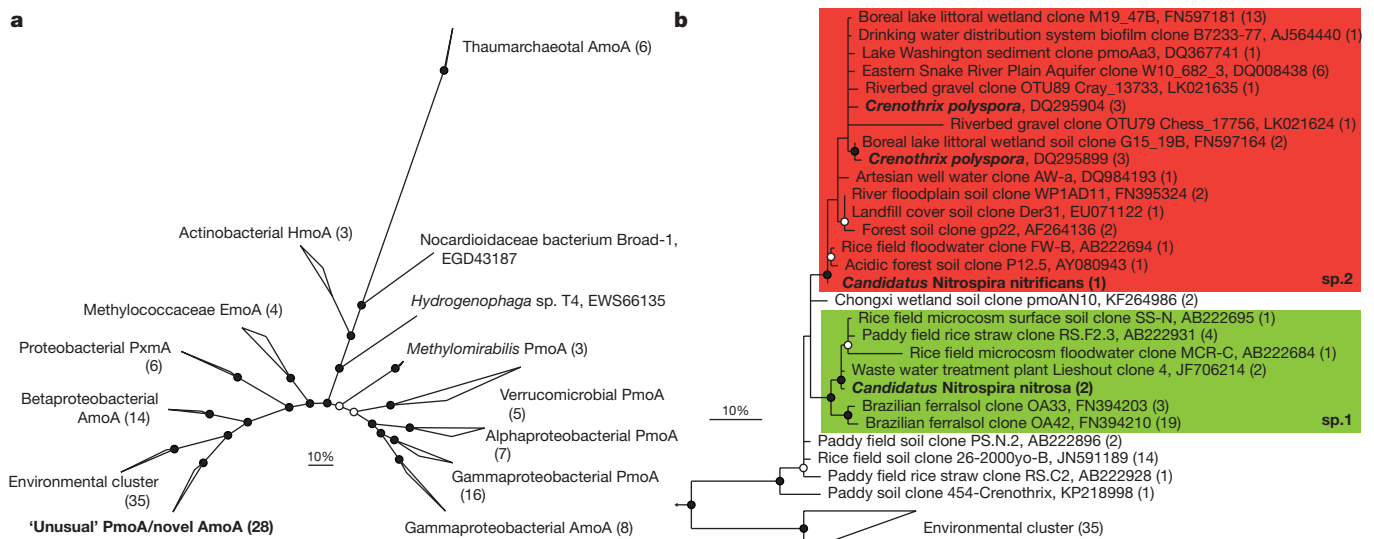 a
Thaumarchaeotal AmoA (6)
Actinobacterial HmoA (3)
Nocardioidaceae bacterium Broad-1,
EGD43187
Methylococcaceae EmoA (4)
Hydrogenophaga sp. T4, EWS66135
Proteobacterial PxmA
(6)
Methylomirabilis PmoA (3)
Verrucomicrobial PmoA
(5)
Betaproteobacterial
AmoA (14)
Alphaproteobacterial PmoA
(7)
10%
Gammaproteobacterial PmoA
(16)
Environmental cluster
(35)
'Unusual' PmoA/novel AmoA (28)
Gammaproteobacterial AmoA (8)
b
Boreal lake littoral wetland clone M19_47B, FN597181 (13)
Drinking water distribution system biofilm clone B7233-77, AJ564440 (1)
Lake Washington sediment clone pmoAa3, DQ367741 (1)
Eastern Snake River Plain Aquifer clone W10_682_3, DQ008438 (6)
Riverbed gravel clone OTU89 Cray_13733, LK021635 (1)
Crenothrix polyspora, DQ295904 (3)
Riverbed gravel clone OTU79 Chess_17756, LK021624 (1)
Boreal lake littoral wetland soil clone G15_19B, FN597164 (2)
Crenothrix polyspora, DQ295899 (3)
Artesian well water clone AW-a, DQ984193 (1)
River floodplain soil clone WP1AD11, FN395324 (2)
Landfill cover soil clone Der31, EU071122 (1)
Forest soil clone gp22, AF264136 (2)
Rice field floodwater clone FW-B, AB222694 (1)
Acidic forest soil clone P12.5, AY080943 (1)
Candidatus Nitrospira nitrificans (1)
sp.2
Chongxi wetland soil clone pmoAN10, KF264986 (2)
Rice field microcosm surface soil clone SS-N, AB222695 (1)
Paddy field rice straw clone RS.F2.3, AB222931 (4)
Rice field microcosm floodwater clone MCR-C, AB222684 (1)
Waste water treatment plant Lieshout clone 4, JF706214 (2)
Candidatus Nitrospira nitrosa (2)
Brazilian ferralsol clone OA33, FN394203 (3)
Brazilian ferralsol clone OA42, FN394210 (19)
sp.1
10%
Paddy field soil clone PS.N.2, AB222896 (2)
Rice field soil clone 26-2000yo-B, JN591189 (14)
Paddy field rice straw clone RS.C2, AB222928 (1)
Paddy soil clone 454-Crenothrix, KP218998 (1)
Environmental cluster (35)